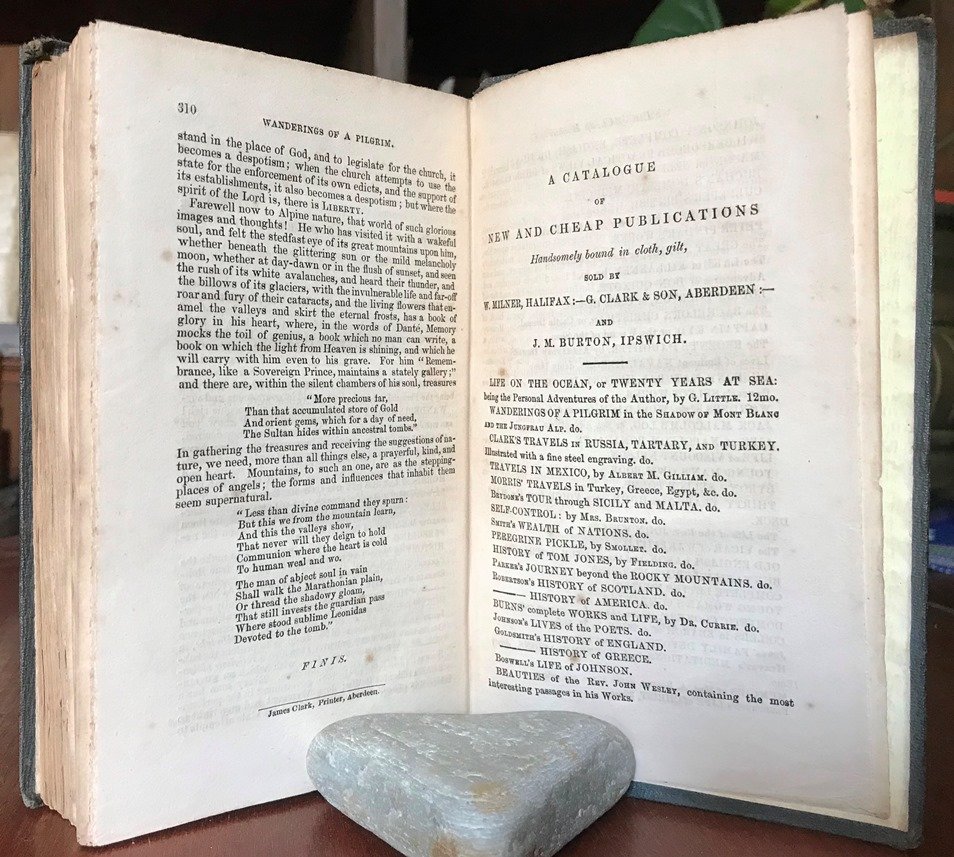 310
WANDERINGS OF A PILGRIM.
stand in the place of God, and to legislate for the church, it
becomes a despotism; when the church attempts to use the
state for the enforcement of its own edicts, and the support of
its establishments, it also becomes a despotism; but where the
spirit of the Lord is, there is LIBERTY.
Farewell now to Alpine nature, that world of such glorious
images and thoughts! He who has visited it with a wakeful
soul, and felt the stedfast eye of its great mountains upon him,
whether beneath the glittering sun or the mild melancholy
moon, whether at day-dawn or in the flush of sunset, and seen
the rush of its white avalanches, and heard their thunder, and
the billows of its glaciers, with the invulnerable life and far-off
roar and fury of their cataracts, and the living flowers that en-
amel the valleys and skirt the eternal frosts, has a book of
glory in his heart, where, in the words of Danté, Memory
mocks the toil of genius, a book which no man can write, a
book on which the light from Heaven is shining, and which he
will carry with him even to his grave. For him “Remem-
brance, like a Sovereign Prince, maintains a stately gallery;”
and there are, within the silent chambers of his soul, treasures
“More precious far,
Than that accumulated store of Gold
And orient gems, which for a day of need,
The Sultan hides within ancestral tombs.”
In gathering the treasures and receiving the suggestions of na-
ture, we need, more than all things else, a prayerful, kind, and
open heart. Mountains, to such an one, are as the stepping-
places of angels; the forms and influences that inhabit them
seem supernatural.
“Less than divine command they spurn:
But this we from the mountain learn,
And this the valleys show,
That never will they deign to hold
Communion where the heart is cold
To human weal and wo.
The man of abject soul in vain
Shall walk the Marathonian plain,
Or thread the shadowy gloam,
That still invests the guardian pass
Where stood sublime Leonidas
Devoted to the tomb.”
FINIS.
James Clark, Printer, Aberdeen.
A CATALOGUE
OF
NEW AND CHEAP PUBLICATIONS
Handsomely bound in cloth, gilt,
SOLD BY
W. MILNER, HALIFAX:—G. CLARK & SON, ABERDEEN:—
AND
J. M. BURTON, IPSWICH.
LIFE ON THE OCEAN, or TWENTY YEARS AT SEA:
being the Personal Adventures of the Author, by G. LITTLE. 12mo.
WANDERINGS OF A PILGRIM in the SHADOW OF MONT BLANC
AND THE JUNGFRAU ALP. do.
CLARK'S TRAVELS IN RUSSIA, TARTARY, AND TURKEY.
Illustrated with a fine steel engraving. do.
TRAVELS IN MEXICO, by ALBERT M. GILLIAM. do.
MORRIS' TRAVELS in Turkey, Greece, Egypt, &c. do.
BRYDONE'S TOUR through SICILY and MALTA. do.
SELF-CONTROL: by MRS. BRUNTON. do.
SMITH'S WEALTH of NATIONS. do.
PEREGRINE PICKLE, by SMOLLET. do.
HISTORY OF TOM JONES, by FIELDING. do.
PARKER'S JOURNEY beyond the ROCKY MOUNTAINS. do.
ROBERTSON'S HISTORY of SCOTLAND. do.
——— HISTORY of AMERICA. do.
BURNS' complete WORKS and LIFE, by DR. CURRIE. do.
JOHNSON'S LIVES of the POETS. do.
GOLDSMITH'S HISTORY of ENGLAND.
——— HISTORY of GREECE.
BOSWELL'S LIFE of JOHNSON.
BEAUTIES of the REV. JOHN WESLEY, containing the most
interesting passages in his Works.